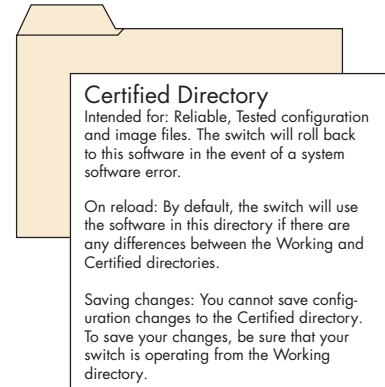 Certified Directory
Intended for: Reliable, Tested configuration
and image files. The switch will roll back
to this software in the event of a system
software error.
On reload: By default, the switch will use
the software in this directory if there are
any differences between the Working and
Certified directories.
Saving changes: You cannot save config-
uration changes to the Certified directory.
To save your changes, be sure that your
switch is operating from the Working
directory.